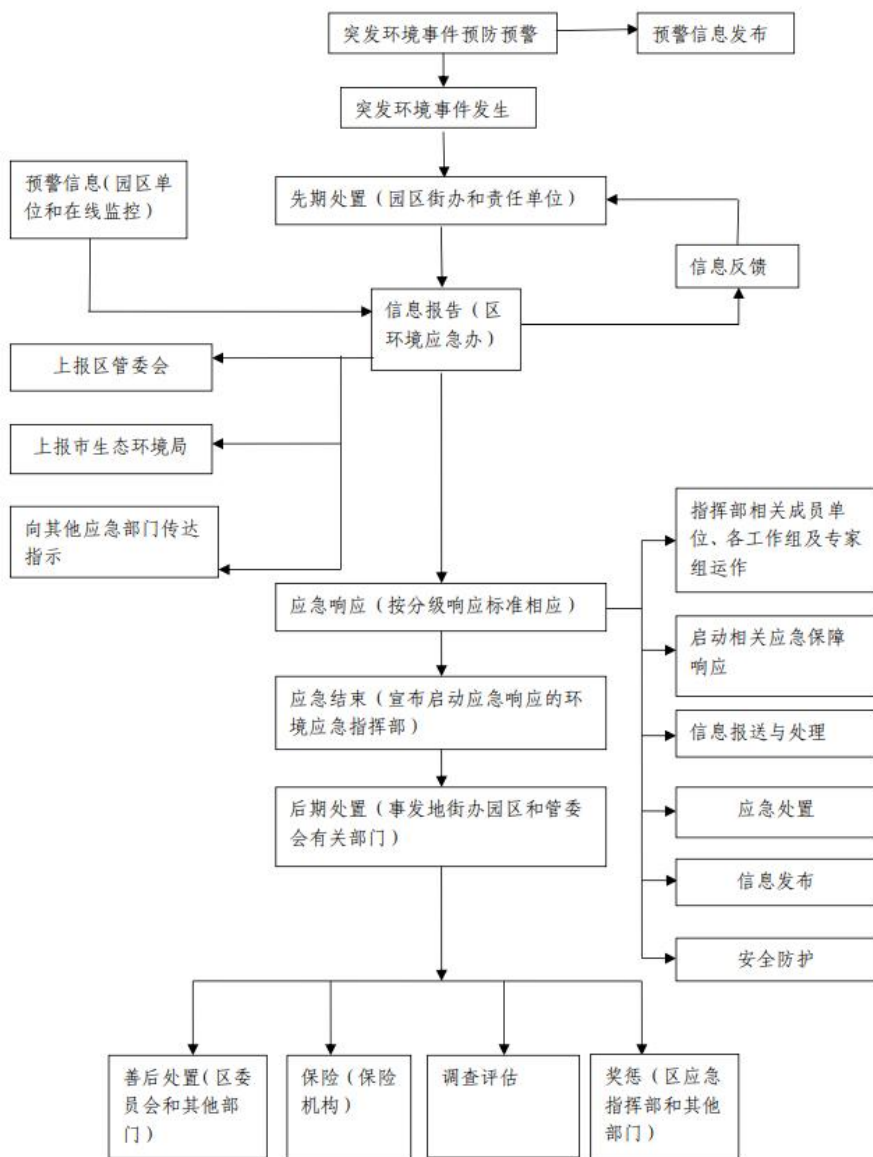 突发环境事件预防预警
预警信息发布
突发环境事件发生
预警信息(园区单
位和在线监控)
先期处置(园区街办和责任单位)
信息反馈
信息报告(区
环境应急办)
上报区管委会
上报市生态环境局
向其他应急部门传达
指示
指挥部相关成员单
位、各工作组及专家
组运作
应急响应(按分级响应标准相应)
启动相关应急保障
响应
应急结束(宣布启动应急响应的环
境应急指挥部)
信息报送与处理
后期处置(事发地街办园区和管委
会有关部门)
应急处置
信息发布
安全防护
善后处置(区委
员会和其他部
门)
保险(保险
机构)
调查评估
奖惩(区应急
指挥部和其他
部门)